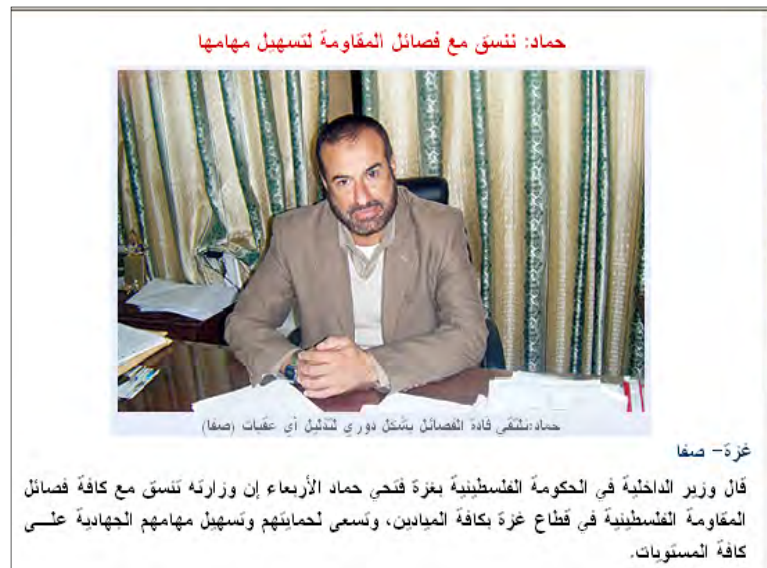 حماد: ننسق مع فصائل المقاومة لتسهيل مهامها
حماد:نلتقي قادة الفصائل بشكل دوري لتذليل أي عقبات (صفا)
غزة– صفا
قال وزير الداخلية في الحكومة الفلسطينية بغزة فتحي حماد الأربعاء إن وزارته تنسق مع كافة فصائل
المقاومة الفلسطينية في قطاع غزة بكافة الميادين، وتسعى لحمايتهم وتسهيل مهامهم الجهادية علـــى
كافة المستويات.